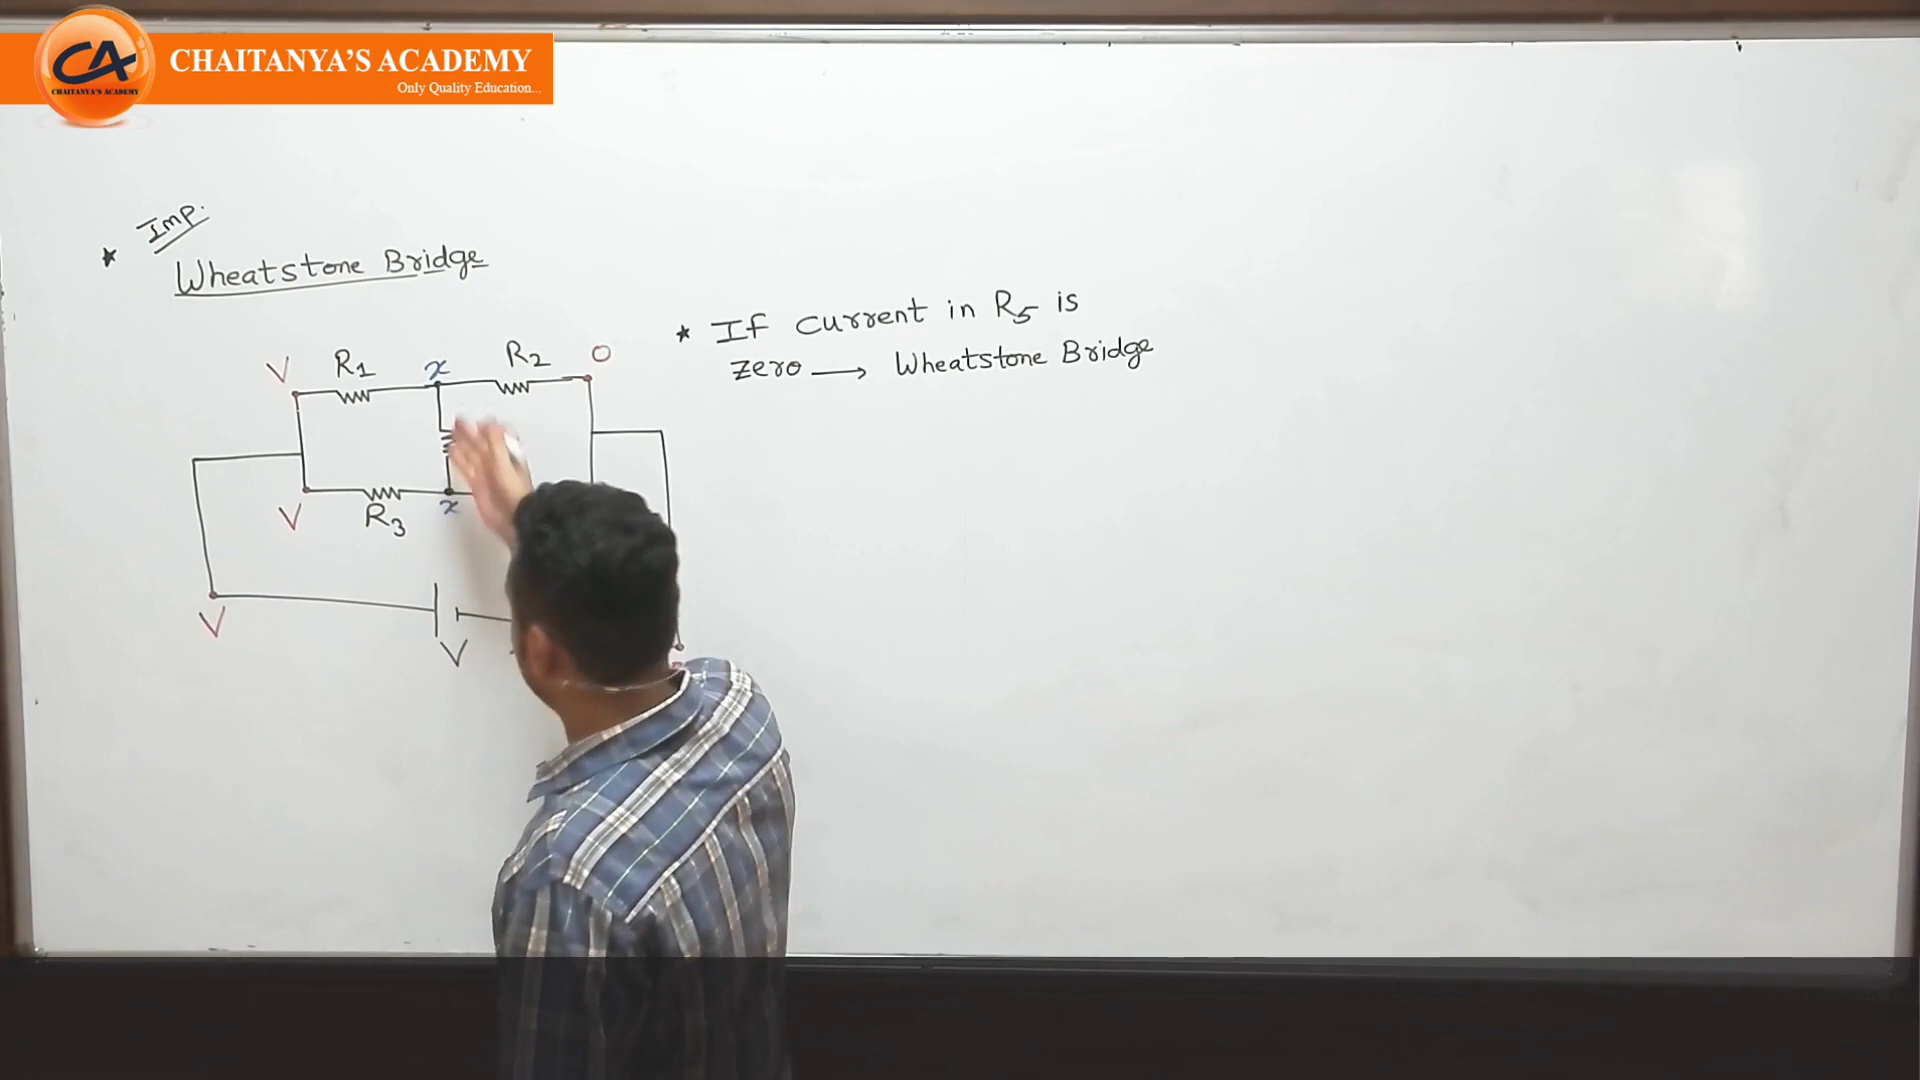 CA
CHAITANYA'S ACADEMY
CHAITANYA'S ACADEMY
Only Quality Education...
* Imp.
Wheatstone Bridge
* If current in R5 is
zero → Wheatstone Bridge
V R1 x R2 O
V R3 x
V V